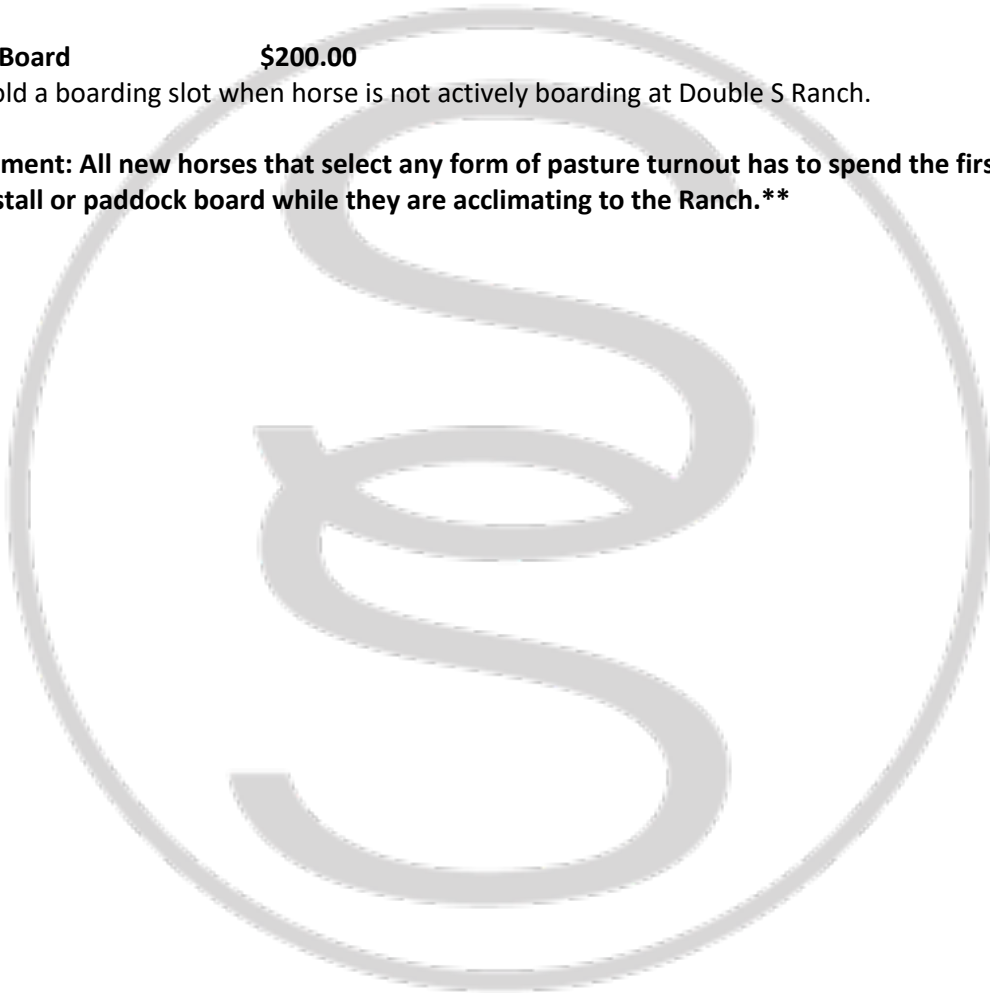 Board $200.00
old a boarding slot when horse is not actively boarding at Double S Ranch.
ment: All new horses that select any form of pasture turnout has to spend the firs
stall or paddock board while they are acclimating to the Ranch.**